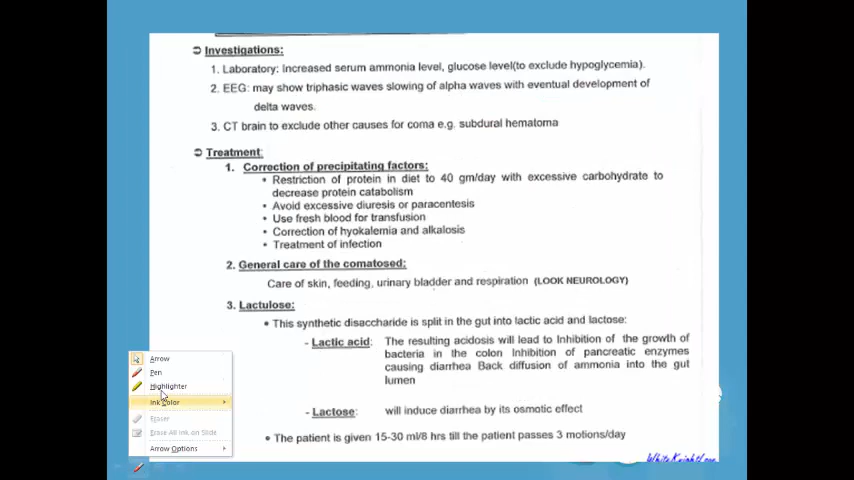 ➲ Investigations:
1. Laboratory: Increased serum ammonia level, glucose level(to exclude hypoglycemia).
2. EEG: may show triphasic waves slowing of alpha waves with eventual development of
delta waves.
3. CT brain to exclude other causes for coma e.g. subdural hematoma
➲ Treatment:
1. Correction of precipitating factors:
• Restriction of protein in diet to 40 gm/day with excessive carbohydrate to
decrease protein catabolism
• Avoid excessive diuresis or paracentesis
• Use fresh blood for transfusion
• Correction of hyokalemia and alkalosis
• Treatment of infection
2. General care of the comatosed:
Care of skin, feeding, urinary bladder and respiration (LOOK NEUROLOGY)
3. Lactulose:
• This synthetic disaccharide is split in the gut into lactic acid and lactose:
- Lactic acid: The resulting acidosis will lead to Inhibition of the growth of
bacteria in the colon Inhibition of pancreatic enzymes
causing diarrhea Back diffusion of ammonia into the gut
lumen
- Lactose: will induce diarrhea by its osmotic effect
• The patient is given 15-30 ml/8 hrs till the patient passes 3 motions/day
Arrow
Pen
Highlighter
Ink Color
Eraser
Erase All Ink on Slide
Arrow Options